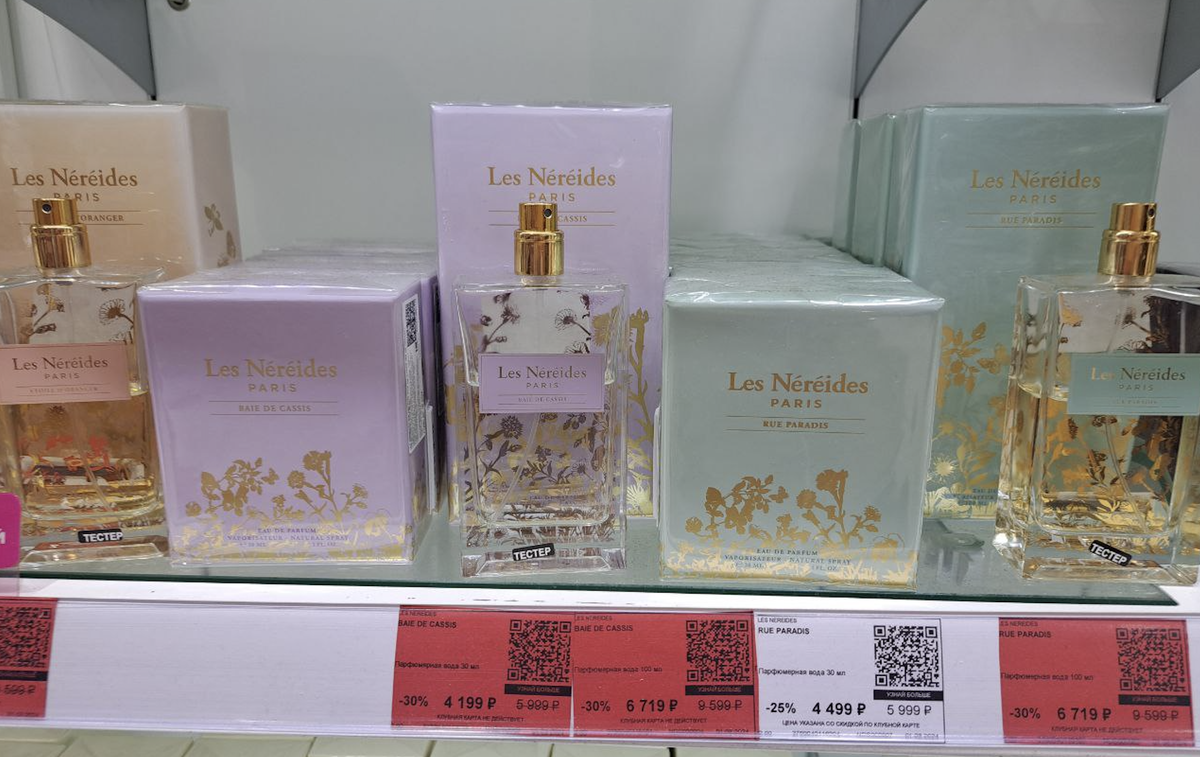 Les Néréides
PARIS
ORANGER
Les Néréides
PARIS
CASSIS
Les Néréides
PARIS
RUE PARADIS
Les Néréides
PARIS
ТЕСТЕР
Les Néréides
PARIS
BAIE DE CASSIS
EAU DE PARFUM
VAPORISATEUR - NATURAL SPRAY
Les Néréides
PARIS
BAIE DE CASSIS
ТЕСТЕР
Les Néréides
PARIS
RUE PARADIS
EAU DE PARFUM
VAPORISATEUR - NATURAL SPRAY
Les Néréides
PARIS
ТЕСТЕР
LES NEREIDES
BAIE DE CASSIS
Парфюмерная вода 30 мл
УЗНАЙ БОЛЬШЕ
-30% 4 199 ₽ 5 999 ₽
КЛУБНАЯ КАРТА НЕ ДЕЙСТВУЕТ
LES NEREIDES
BAIE DE CASSIS
Парфюмерная вода 100 мл
УЗНАЙ БОЛЬШЕ
-30% 6 719 ₽ 9 599 ₽
КЛУБНАЯ КАРТА НЕ ДЕЙСТВУЕТ
LES NEREIDES
RUE PARADIS
Парфюмерная вода 30 мл
УЗНАЙ БОЛЬШЕ
-25% 4 499 ₽ 5 999 ₽
ЦЕНА УКАЗАНА СО СКИДКОЙ ПО КЛУБНОЙ КАРТЕ
LES NEREIDES
RUE PARADIS
Парфюмерная вода 100 мл
УЗНАЙ БОЛЬШЕ
-30% 6 719 ₽ 9 599 ₽
КЛУБНАЯ КАРТА НЕ ДЕЙСТВУЕТ